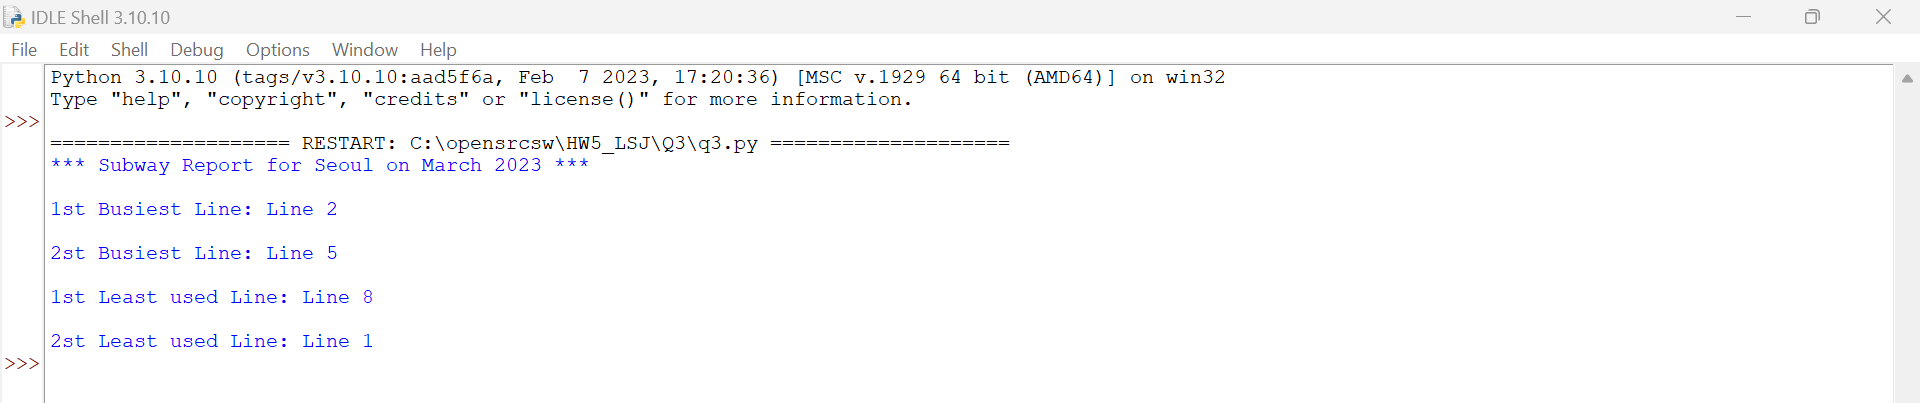 IDLE Shell 3.10.10
File Edit Shell Debug Options Window Help
Python 3.10.10 (tags/v3.10.10:aad5f6a, Feb  7 2023, 17:20:36) [MSC v.1929 64 bit (AMD64)] on win32
Type "help", "copyright", "credits" or "license()" for more information.
>>>
==================== RESTART: C:\opensrcsw\HW5_LSJ\Q3\q3.py ====================
*** Subway Report for Seoul on March 2023 ***
1st Busiest Line: Line 2
2st Busiest Line: Line 5
1st Least used Line: Line 8
2st Least used Line: Line 1
>>>